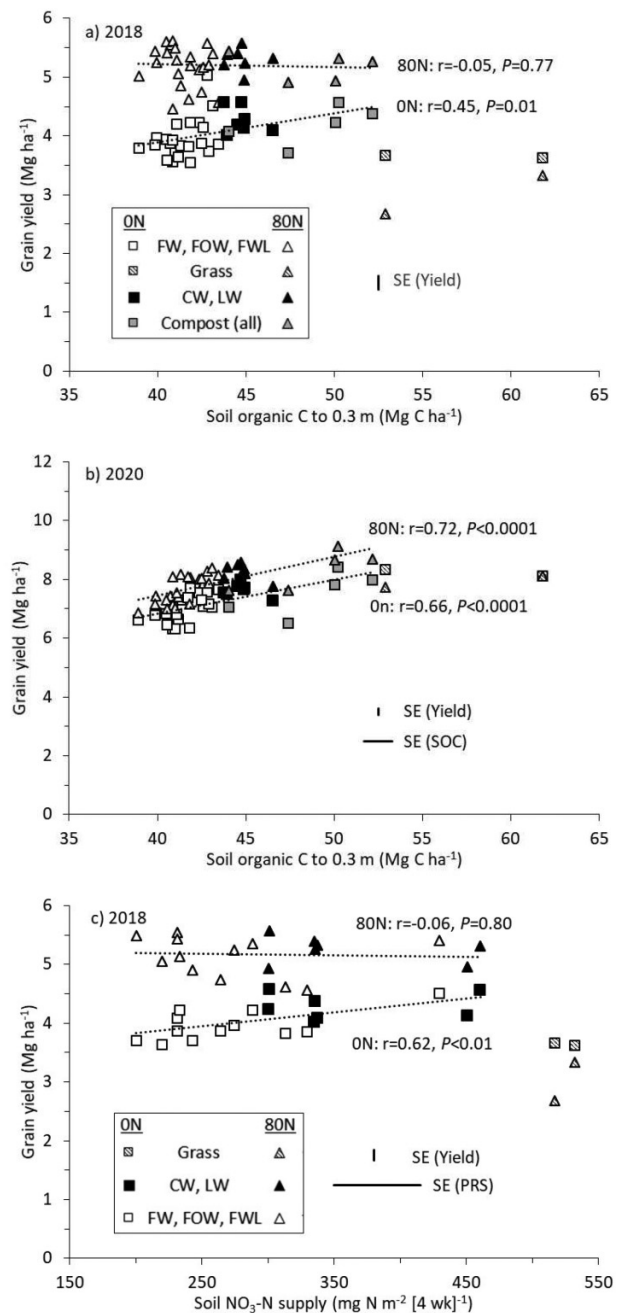 a) 2018
6
5
4
3
2
1
0
Grain yield (Mg ha⁻¹)
80N: r=-0.05, P=0.77
0N: r=0.45, P=0.01
0N 80N
FW, FOW, FWL
Grass
CW, LW
Compost (all)
SE (Yield)
35 40 45 50 55 60 65
Soil organic C to 0.3 m (Mg C ha⁻¹)
b) 2020
12
10
8
6
4
2
0
Grain yield (Mg ha⁻¹)
80N: r=0.72, P<0.0001
0n: r=0.66, P<0.0001
SE (Yield)
SE (SOC)
35 40 45 50 55 60 65
Soil organic C to 0.3 m (Mg C ha⁻¹)
c) 2018
6
5
4
3
2
1
0
Grain yield (Mg ha⁻¹)
80N: r=-0.06, P=0.80
0N: r=0.62, P<0.01
0N 80N
Grass
CW, LW
FW, FOW, FWL
SE (Yield)
SE (PRS)
150 250 350 450 550
Soil NO₃-N supply (mg N m⁻² [4 wk]⁻¹)